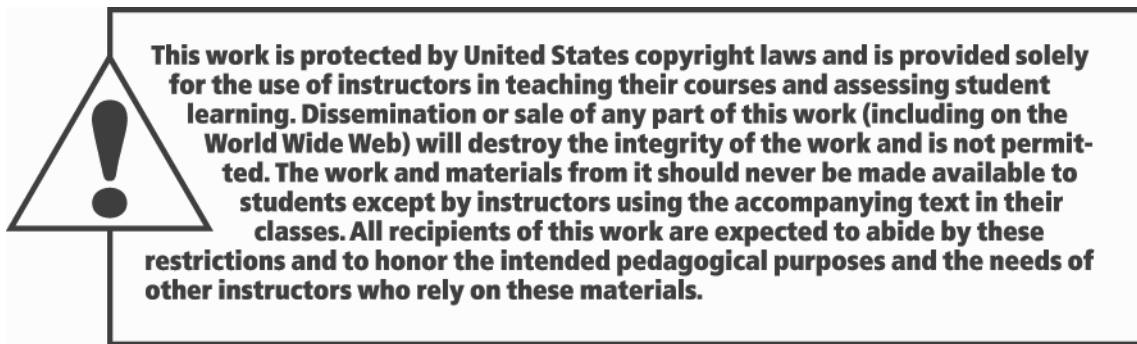 This work is protected by United States copyright laws and is provided solely
for the use of instructors in teaching their courses and assessing student
learning. Dissemination or sale of any part of this work (including on the
World Wide Web) will destroy the integrity of the work and is not permit-
ted. The work and materials from it should never be made available to
students except by instructors using the accompanying text in their
classes. All recipients of this work are expected to abide by these
restrictions and to honor the intended pedagogical purposes and the needs of
other instructors who rely on these materials.